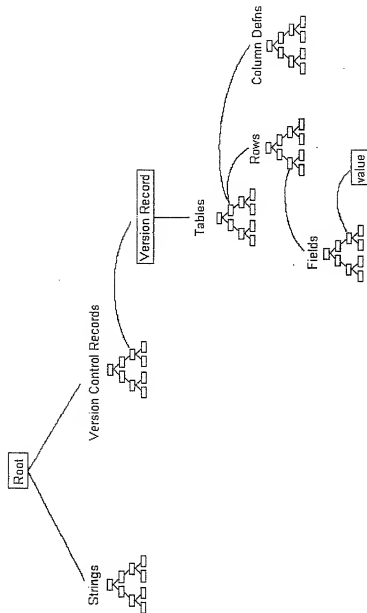 Root
Strings
Version Control Records
Version Record
Tables
Column Defns
Rows
Fields
value